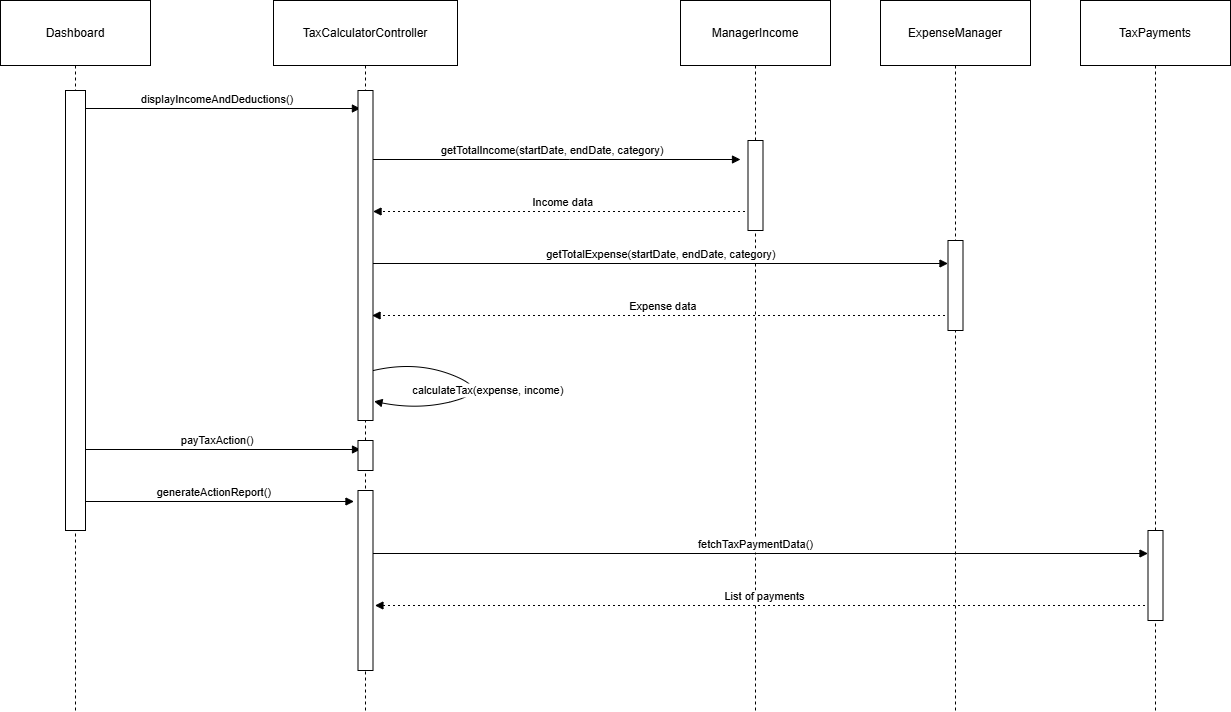 Dashboard
TaxCalculatorController
ManagerIncome
ExpenseManager
TaxPayments
displayIncomeAndDeductions()
getTotalIncome(startDate, endDate, category)
Income data
getTotalExpense(startDate, endDate, category)
Expense data
calculateTax(expense, income)
payTaxAction()
generateActionReport()
fetchTaxPaymentData()
List of payments